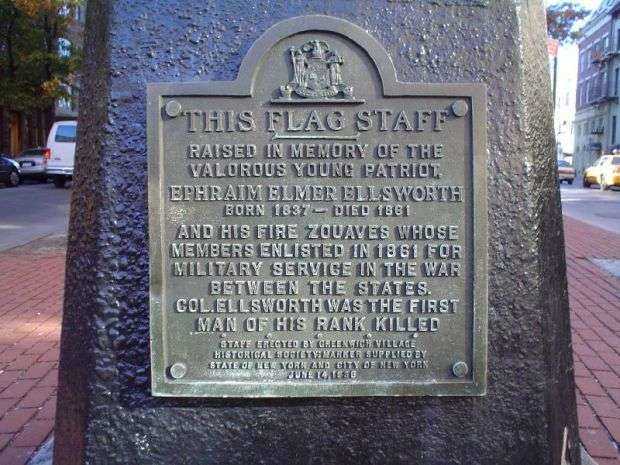 THIS FLAG STAFF
RAISED IN MEMORY OF THE
VALOROUS YOUNG PATRIOT,
EPHRAIM ELMER ELLSWORTH
BORN 1837 — DIED 1861
AND HIS FIRE ZOUAVES WHOSE
MEMBERS ENLISTED IN 1861 FOR
MILITARY SERVICE IN THE WAR
BETWEEN THE STATES.
COL. ELLSWORTH WAS THE FIRST
MAN OF HIS RANK KILLED
STAFF ERECTED BY GREENWICH VILLAGE
HISTORICAL SOCIETY: MARKER SUPPLIED BY
STATE OF NEW YORK AND CITY OF NEW YORK
JUNE 14, 1936